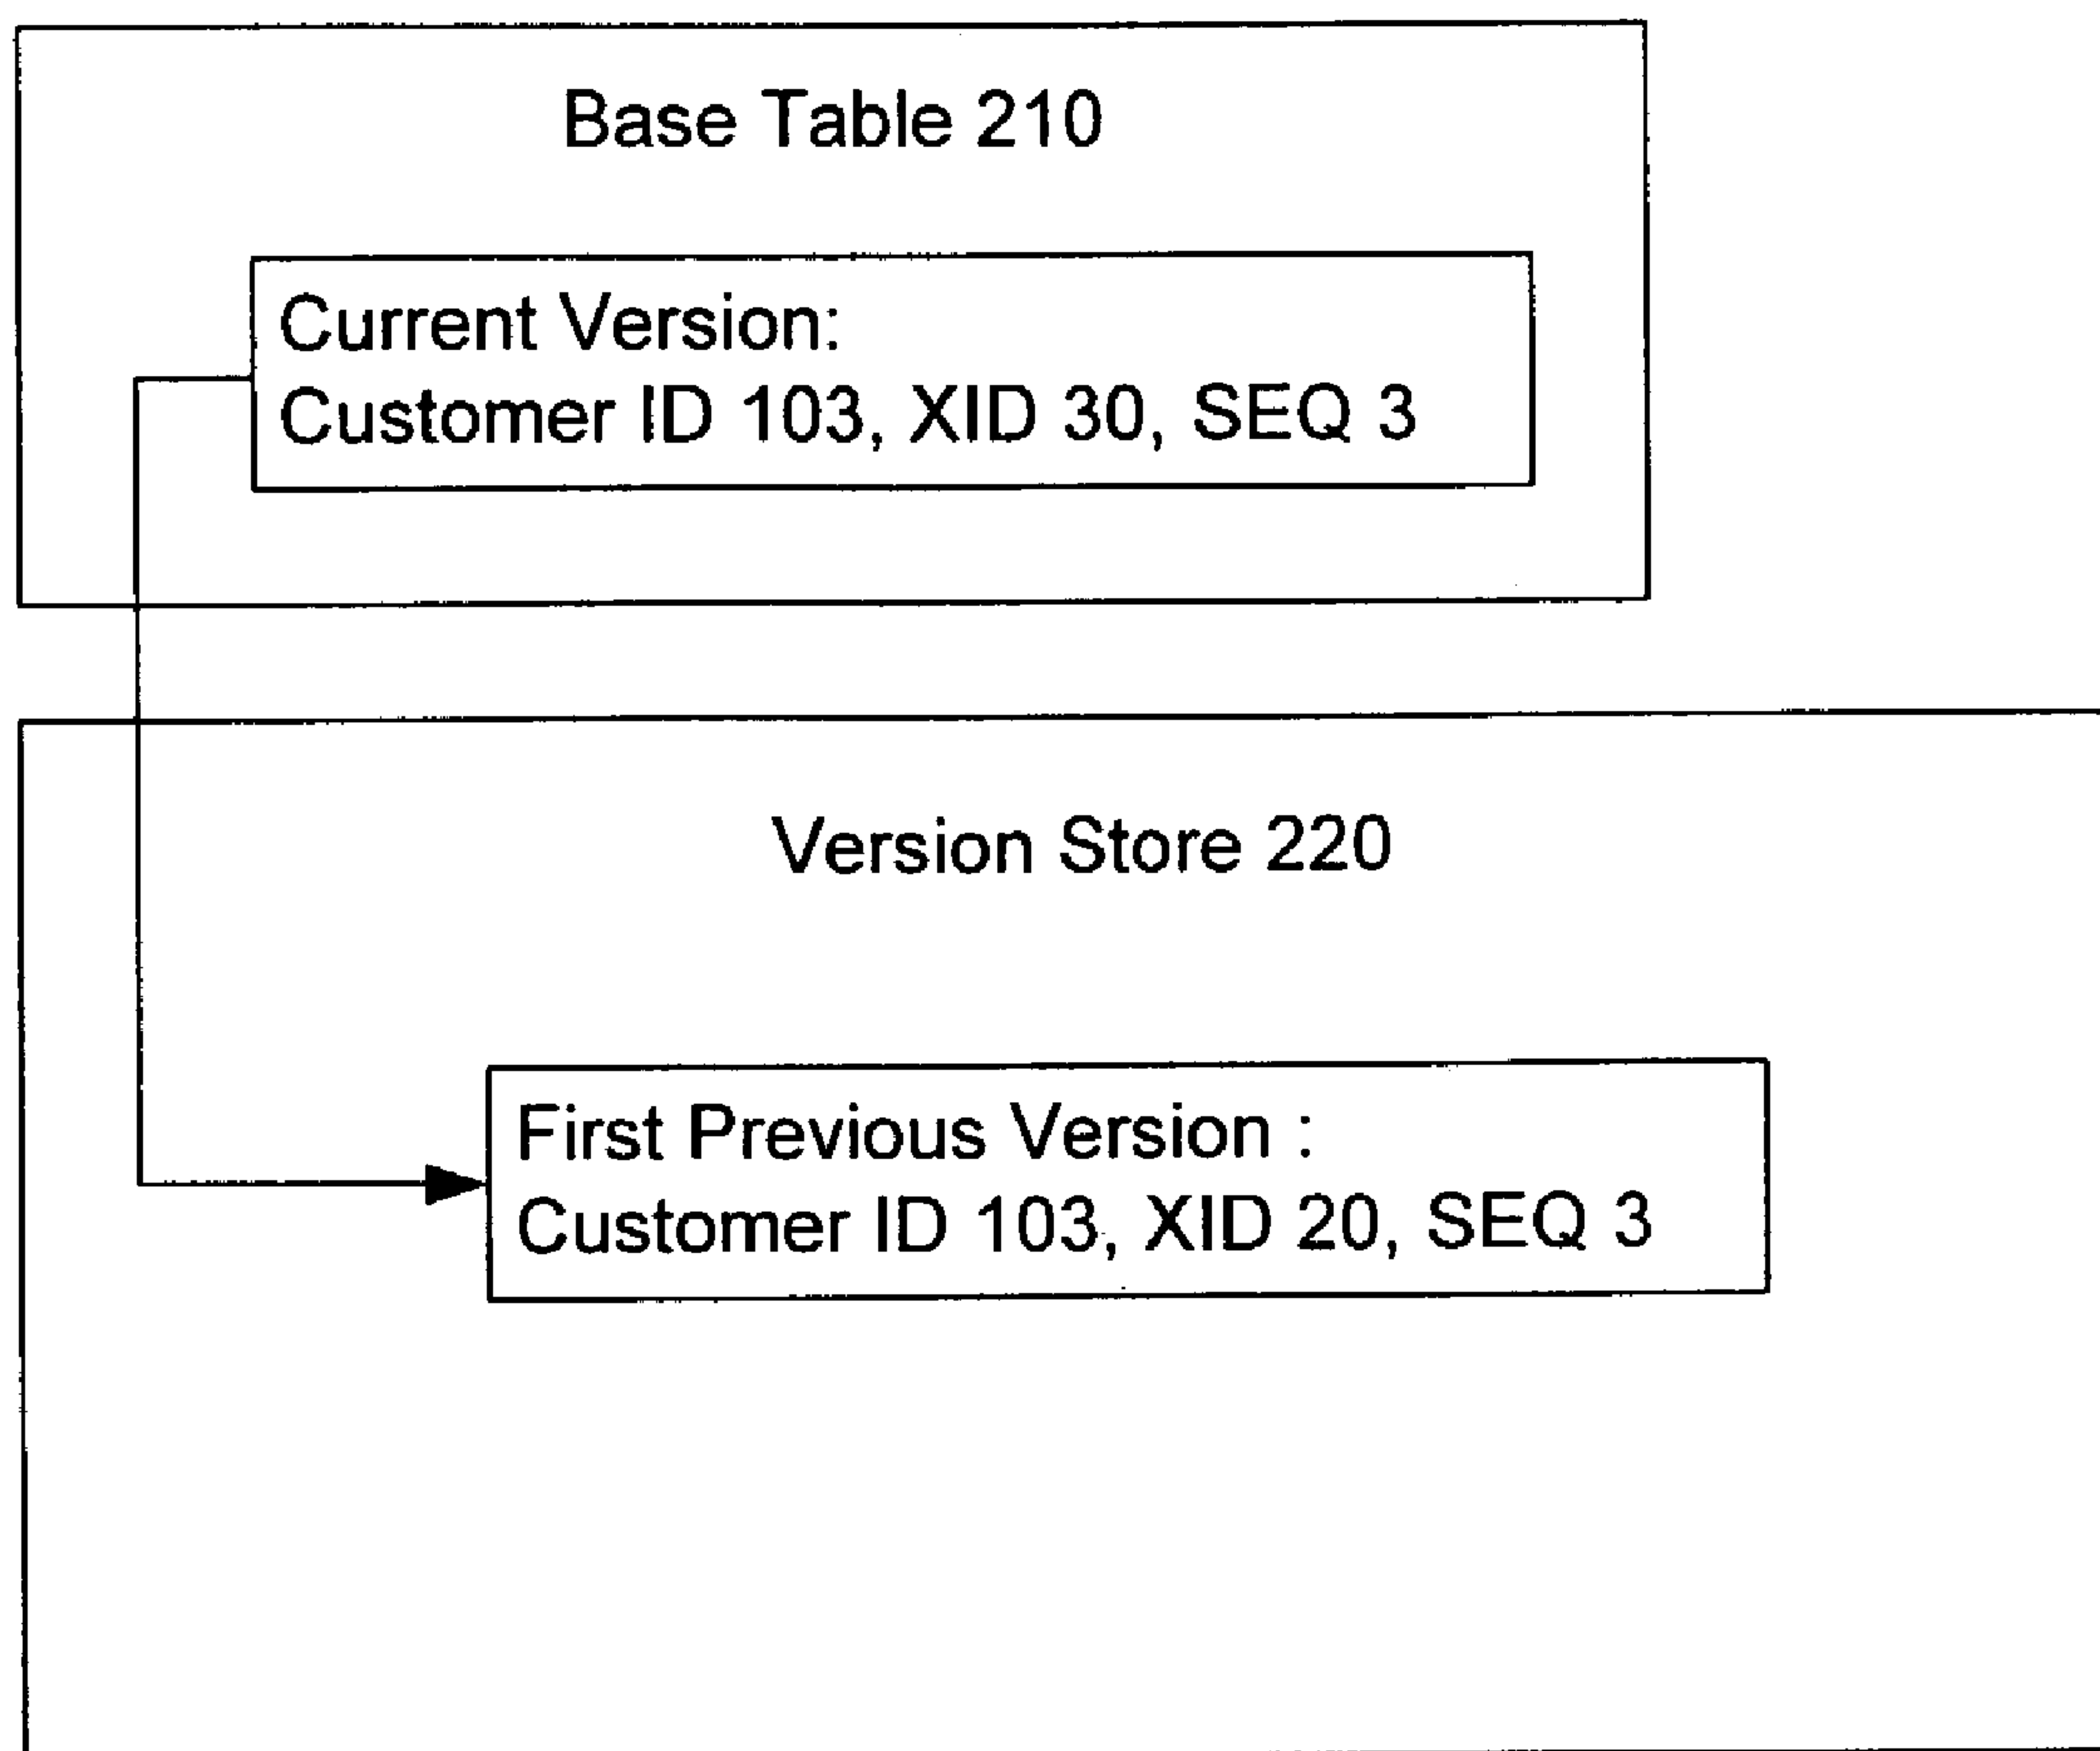 Base Table 210
Current Version:
Customer ID 103, XID 30, SEQ 3
Version Store 220
First Previous Version :
Customer ID 103, XID 20, SEQ 3